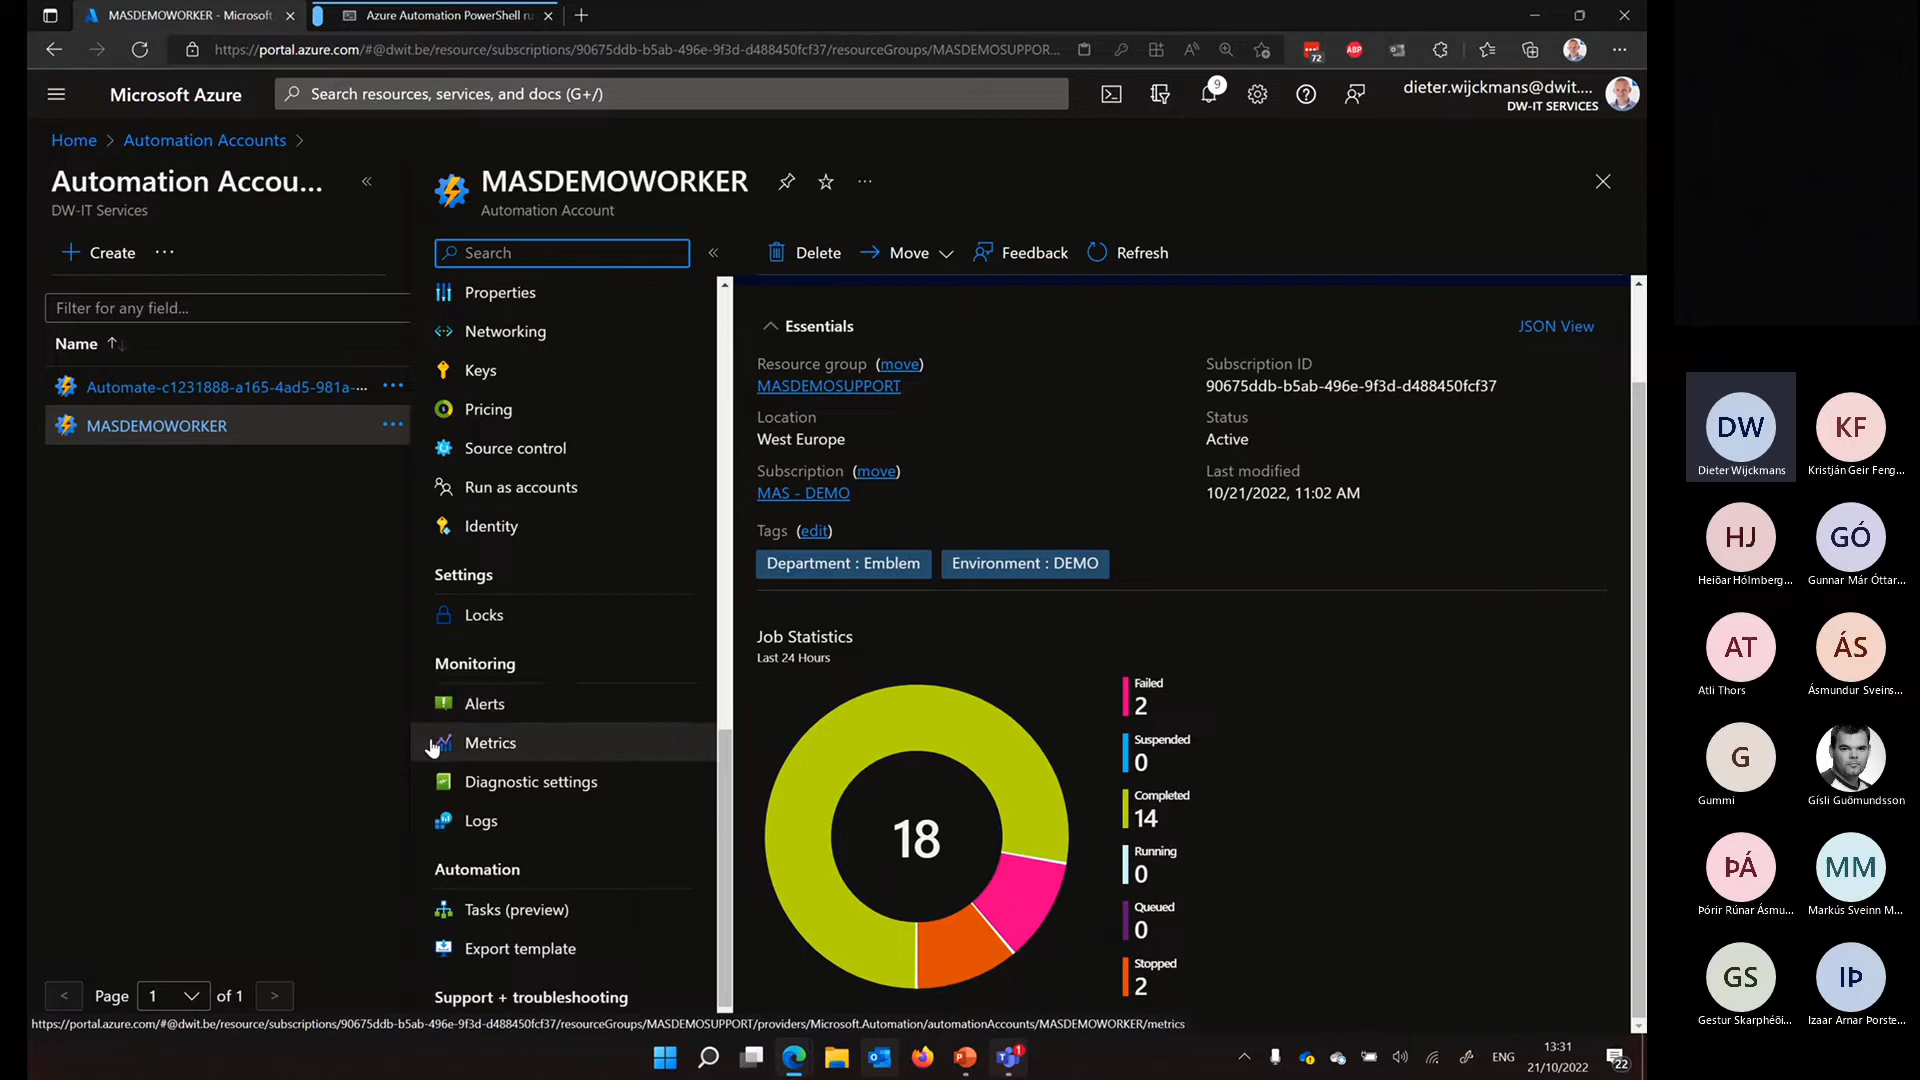 MASDEMOWORKER - Microsoft
Azure Automation PowerShell ru
https://portal.azure.com/#@dwit.be/resource/subscriptions/90675ddb-b5ab-496e-9f3d-d488450fcf37/resourceGroups/MASDEMOSUPPOR...
72
ABP
Microsoft Azure
Search resources, services, and docs (G+/)
9
dieter.wijckmans@dwit....
DW-IT SERVICES
Home > Automation Accounts >
Automation Accou...
DW-IT Services
Create
Filter for any field...
Name
Automate-c1231888-a165-4ad5-981a-...
MASDEMOWORKER
< Page 1 of 1 >
MASDEMOWORKER
Automation Account
Search
Properties
Networking
Keys
Pricing
Source control
Run as accounts
Identity
Settings
Locks
Monitoring
Alerts
Metrics
Diagnostic settings
Logs
Automation
Tasks (preview)
Export template
Support + troubleshooting
Delete
Move
Feedback
Refresh
Essentials
JSON View
Resource group (move)
MASDEMOSUPPORT
Location
West Europe
Subscription (move)
MAS - DEMO
Subscription ID
90675ddb-b5ab-496e-9f3d-d488450fcf37
Status
Active
Last modified
10/21/2022, 11:02 AM
Tags (edit)
Department : Emblem
Environment : DEMO
Job Statistics
Last 24 Hours
18
Failed
2
Suspended
0
Completed
14
Running
0
Queued
0
Stopped
2
https://portal.azure.com/#@dwit.be/resource/subscriptions/90675ddb-b5ab-496e-9f3d-d488450fcf37/resourceGroups/MASDEMOSUPPORT/providers/Microsoft.Automation/automationAccounts/MASDEMOWORKER/metrics
1
ENG
13:31
21/10/2022
22
DW
Dieter Wijckmans
KF
Kristján Geir Feng...
HJ
Heiðar Hólmberg...
GÓ
Gunnar Már Óttar...
AT
Atli Thors
ÁS
Ásmundur Sveins...
G
Gummi
Gísli Guðmundsson
ÞÁ
Þórir Rúnar Ásmu...
MM
Markús Sveinn M...
GS
Gestur Skarphéði...
IÞ
Izaar Arnar Þorste...